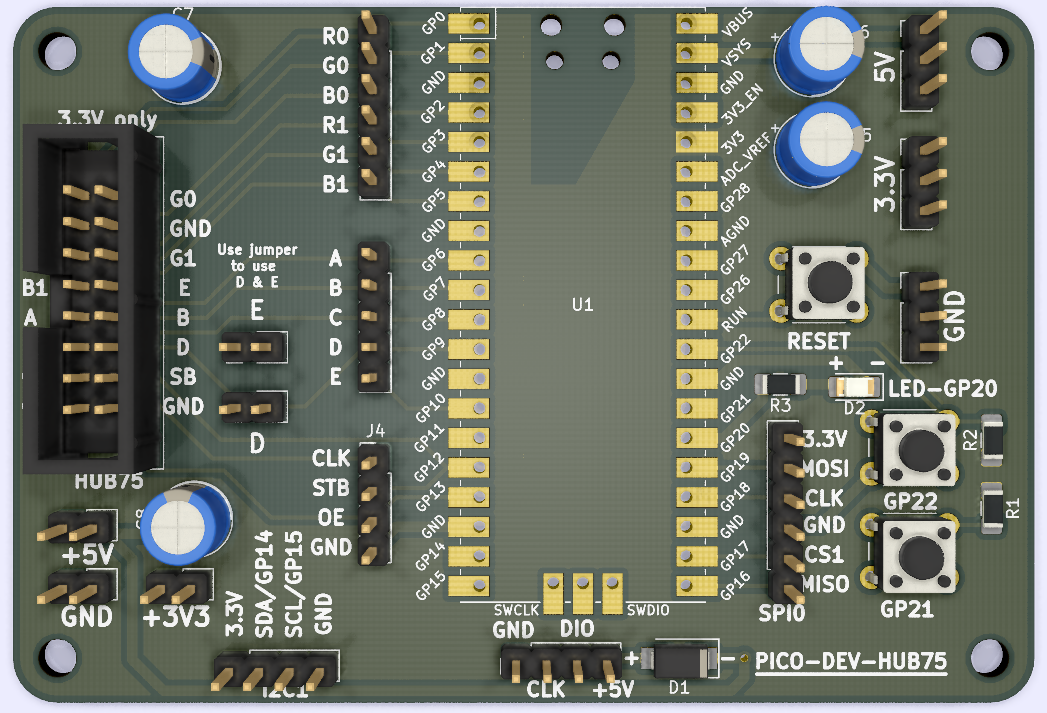 R0
G0
B0
R1
G1
B1
3.3V only
G0
GND
G1
E
B
D
SB
GND
B1
A
HUB75
Use jumper
to use
D & E
E
D
A
B
C
D
E
J4
CLK
STB
OE
GND
+5V
GND
+3V3
3.3V
SDA/GP14
SCL/GP15
GND
I2C1
GP0
GP1
GND
GP2
GP3
GP4
GP5
GND
GP6
GP7
GP8
GP9
GND
GP10
GP11
GP12
GP13
GND
GP14
GP15
U1
VBUS
VSYS
GND
3V3_EN
3V3
ADC_VREF
GP28
AGND
GP27
GP26
RUN
GP22
GND
GP21
GP20
GP19
GP18
GND
GP17
GP16
SWCLK
SWDIO
GND
DIO
CLK
+5V
+
-
D1
PICO-DEV-HUB75
+
+
5V
3.3V
GND
RESET
+ -
LED-GP20
R3
D2
3.3V
MOSI
CLK
GND
CS1
MISO
SPI0
GP22
GP21
R2
R1